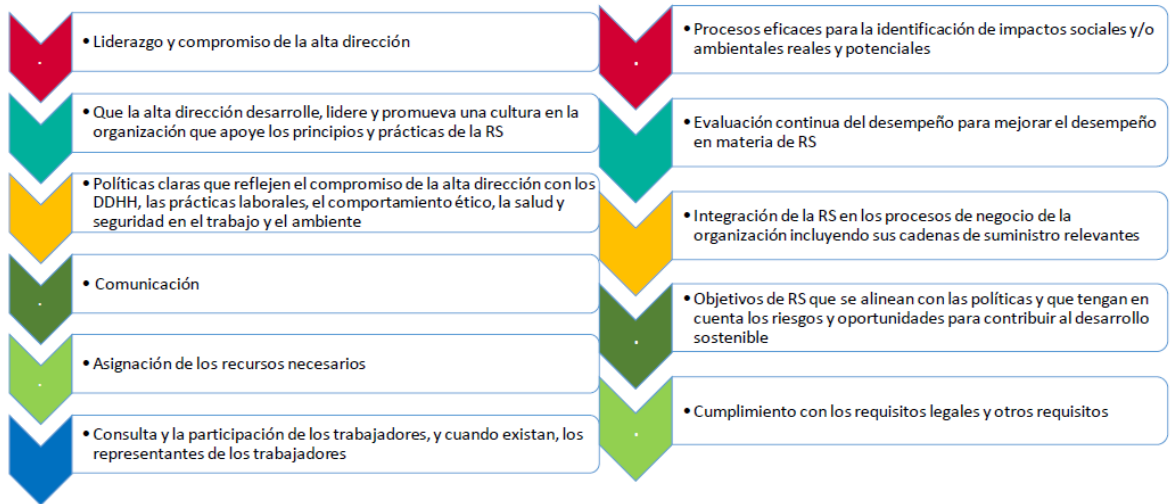 • Liderazgo y compromiso de la alta dirección
• Que la alta dirección desarrolle, lidere y promueva una cultura en la
organización que apoye los principios y prácticas de la RS
• Políticas claras que reflejen el compromiso de la alta dirección con los
DDHH, las prácticas laborales, el comportamiento ético, la salud y
seguridad en el trabajo y el ambiente
• Comunicación
• Asignación de los recursos necesarios
• Consulta y la participación de los trabajadores, y cuando existan, los
representantes de los trabajadores
• Procesos eficaces para la identificación de impactos sociales y/o
ambientales reales y potenciales
• Evaluación continua del desempeño para mejorar el desempeño
en materia de RS
• Integración de la RS en los procesos de negocio de la
organización incluyendo sus cadenas de suministro relevantes
• Objetivos de RS que se alinean con las políticas y que tengan en
cuenta los riesgos y oportunidades para contribuir al desarrollo
sostenible
• Cumplimiento con los requisitos legales y otros requisitos